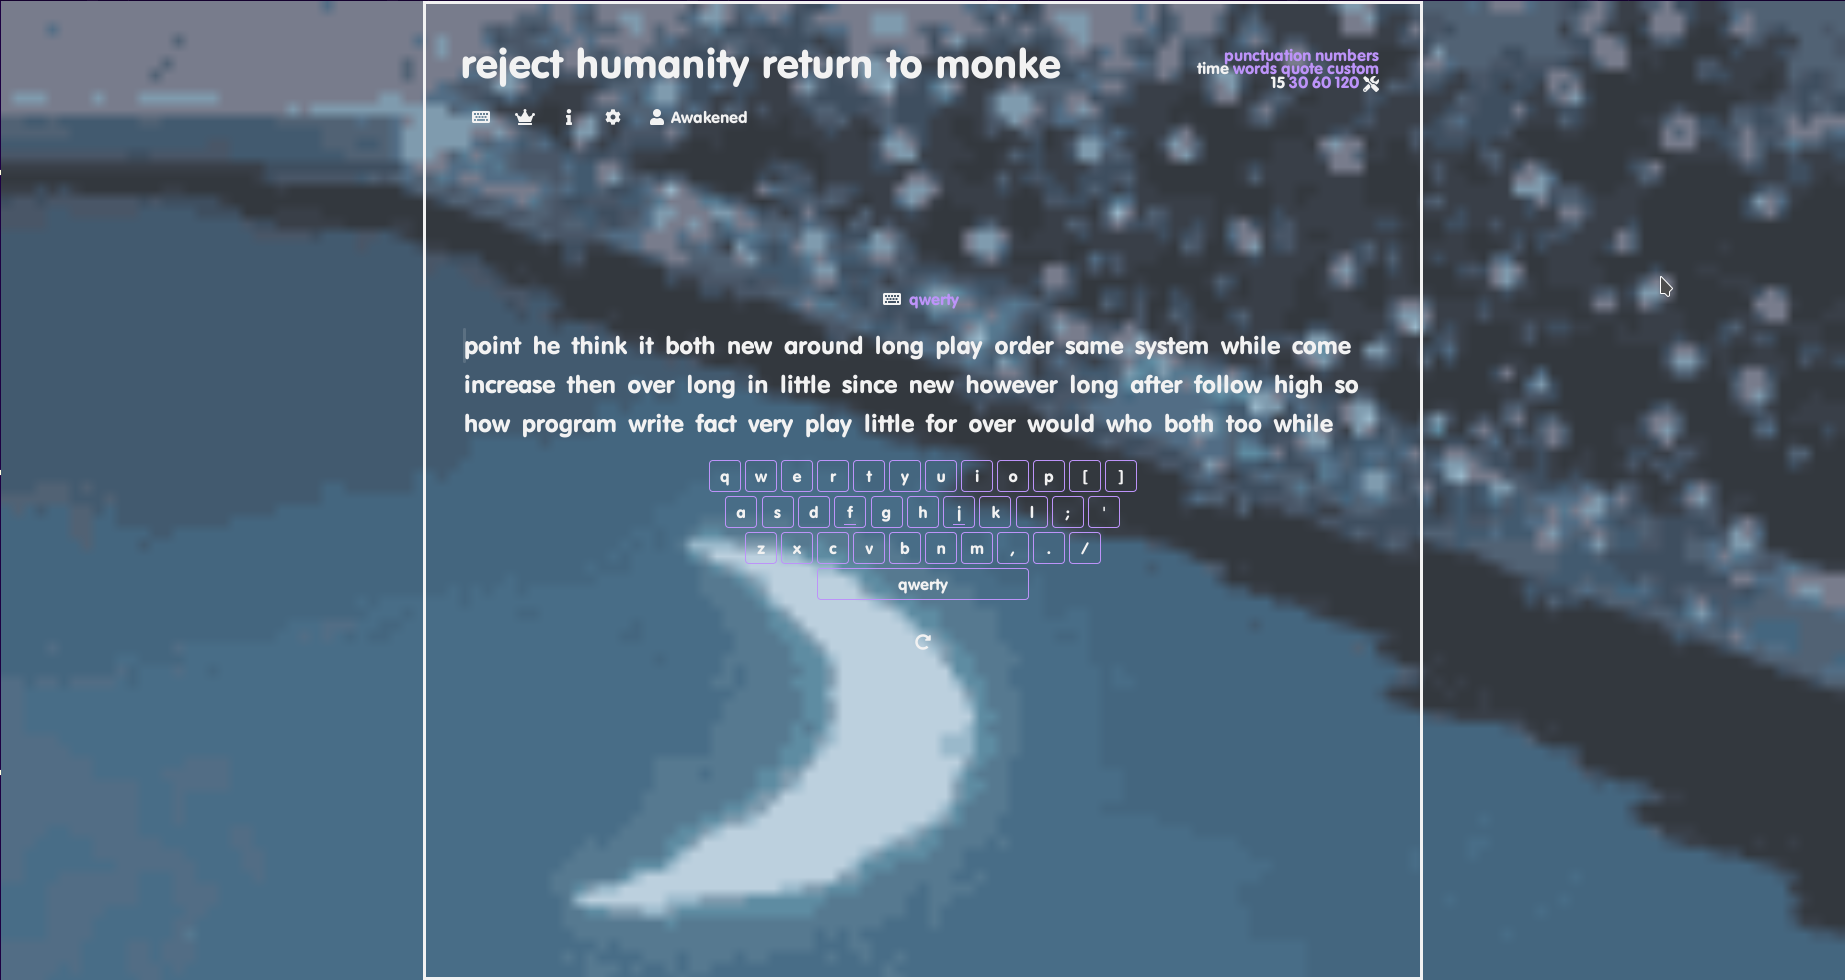 reject humanity return to monke
punctuation numbers
time words quote custom
15 30 60 120
Awakened
qwerty
point he think it both new around long play order same system while come
increase then over long in little since new however long after follow high so
how program write fact very play little for over would who both too while
q w e r t y u i o p [ ]
a s d f g h j k l ; '
z x c v b n m , . /
qwerty